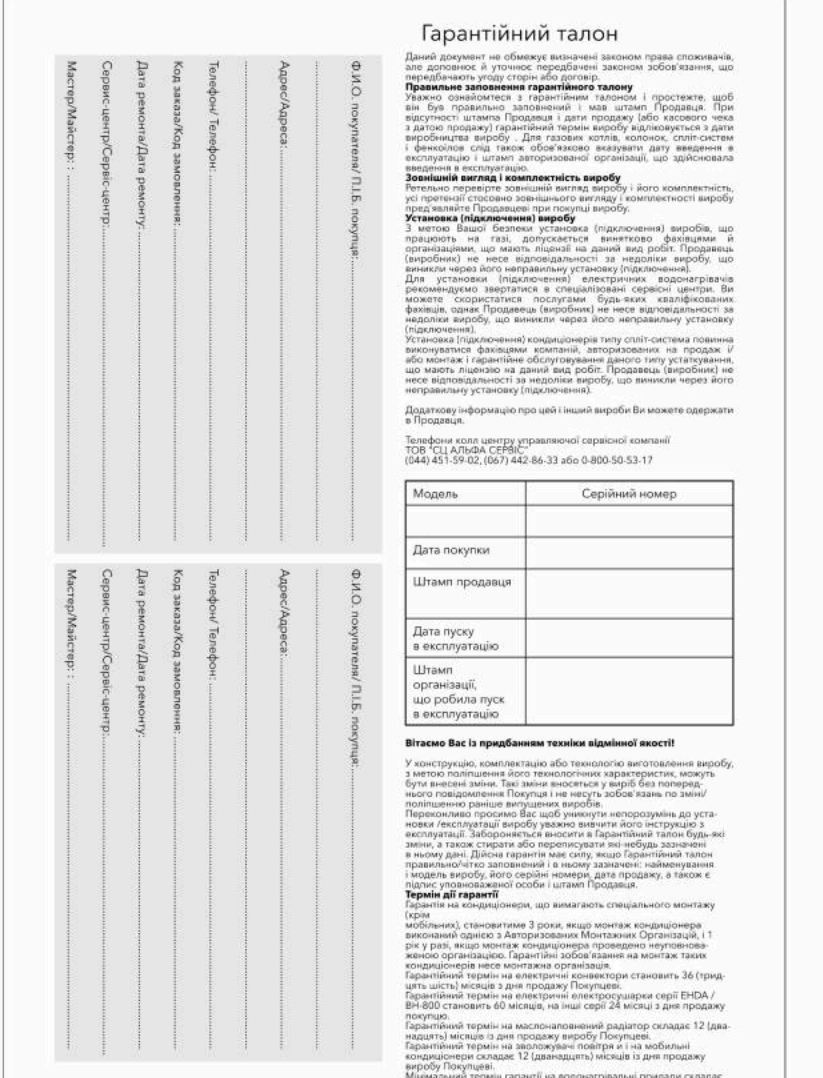 Ф.И.О. покупателя/ П.І.Б. покупця:
Адрес/Адреса:
Телефон/ Телефон:
Код заказа/Код замовлення:
Дата ремонта/Дата ремонту:
Сервис-центр/Сервіс-центр:
Мастер/Майстер: :
Ф.И.О. покупателя/ П.І.Б. покупця:
Адрес/Адреса:
Телефон/ Телефон:
Код заказа/Код замовлення:
Дата ремонта/Дата ремонту:
Сервис-центр/Сервіс-центр:
Мастер/Майстер: :
Гарантійний талон
Даний документ не обмежує визначені законом права споживачів,
але доповнює й уточнює передбачені законом зобов'язання, що
передбачають угоду сторін або договір.
Правильне заповнення гарантійного талону
Уважно ознайомтеся з гарантійним талоном і простежте, щоб
він був правильно заповнений і мав штамп Продавця. При
відсутності штампа Продавця і дати продажу (або касового чека
з датою продажу) гарантійний термін виробу відліковується з дати
виробництва виробу . Для газових котлів, колонок, спліт-систем
і фенкоілов слід також обов'язково вказувати дату введення в
експлуатацію і штамп авторизованої організації, що здійснювала
введення в експлуатацію.
Зовнішній вигляд і комплектність виробу
Ретельно перевірте зовнішній вигляд виробу і його комплектність,
усі претензії стосовно зовнішнього вигляду і комплектності виробу
пред'являйте Продавцеві при покупці виробу.
Установка (підключення) виробу
З метою Вашої безпеки установка (підключення) виробів, що
працюють на газі, допускається винятково фахівцями й
організаціями, що мають ліцензії на даний вид робіт. Продавець
(виробник) не несе відповідальності за недоліки виробу, що
виникли через його неправильну установку (підключення).
Для установки (підключення) електричних водонагрівачів
рекомендуємо звертатися в спеціалізовані сервісні центри. Ви
можете скористатися послугами будь-яких кваліфікованих
фахівців, однак Продавець (виробник) не несе відповідальності за
недоліки виробу, що виникли через його неправильну установку
(підключення).
Установка (підключення) кондиціонерів типу спліт-система повинна
виконуватися фахівцями компаній, авторизованих на продаж і/
або монтаж і гарантійне обслуговування даного типу устаткування,
що мають ліцензію на даний вид робіт. Продавець (виробник) не
несе відповідальності за недоліки виробу, що виникли через його
неправильну установку (підключення).
Додаткову інформацію про цей і інший вироби Ви можете одержати
в Продавця.
Телефони колл центру управляючої сервісної компанії
ТОВ "СЦ АЛЬФА СЕРВІС"
(044) 451-59-02, (067) 442-86-33 або 0-800-50-53-17
Модель Серійний номер
Дата покупки
Штамп продавця
Дата пуску
в експлуатацію
Штамп
організації,
що робила пуск
в експлуатацію
Вітаємо Вас із придбанням техніки відмінної якості!
У конструкцію, комплектацію або технологію виготовлення виробу,
з метою поліпшення його технологічних характеристик, можуть
бути внесені зміни. Такі зміни вносяться у виріб без поперед-
нього повідомлення Покупця і не несуть зобов'язань по зміні/
поліпшенню раніше випущених виробів.
Переконливо просимо Вас щоб уникнути непорозумінь до уста-
новки /експлуатації виробу уважно вивчити його інструкцію з
експлуатації. Забороняється вносити в Гарантійний талон будь-які
зміни, а також стирати або переписувати які-небудь зазначені
в ньому дані. Дійсна гарантія має силу, якщо Гарантійний талон
правильно/чітко заповнений і в ньому зазначені: найменування
і модель виробу, його серійні номери, дата продажу, а також є
підпис уповноваженої особи і штамп Продавця.
Термін дії гарантії
Гарантія на кондиціонери, що вимагають спеціального монтажу
(крім
мобільних), становитиме 3 роки, якщо монтаж кондиціонера
виконаний однією з Авторизованих Монтажних Організацій, і 1
рік у разі, якщо монтаж кондиціонера проведено неуповнова-
женою організацією. Гарантійні зобов'язання на монтаж таких
кондиціонерів несе монтажна організація.
Гарантійний термін на електричні конвектори становить 36 (трид-
цять шість) місяців з дня продажу Покупцеві.
Гарантійний термін на електричні електросушарки серії EHDA /
BH-800 становить 60 місяців, на інші серії 24 місяці з дня продажу
покупцю.
Гарантійний термін на маслонаповнений радіатор складає 12 (два-
надцять) місяців із дня продажу виробу Покупцеві.
Гарантійний термін на зволожувачі повітря и і на мобильні
кондиціонери складає 12 (дванадцять) місяців із дня продажу
виробу Покупцеві.
Мінімальний термін гарантії на водонагрівальні прилади складає